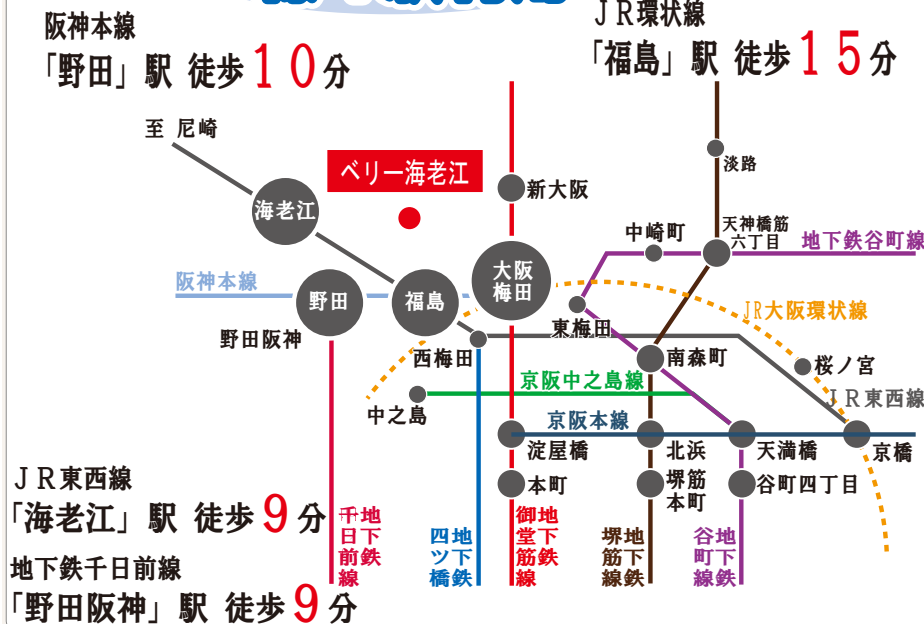 阪神本線
「野田」駅 徒歩10分
ＪＲ環状線
「福島」駅 徒歩15分
至 尼崎
ベリー海老江
海老江
新大阪
淡路
天神橋筋
六丁目
中崎町
地下鉄谷町線
阪神本線
野田
福島
大阪
梅田
野田阪神
西梅田
東梅田
JR大阪環状線
南森町
桜ノ宮
京阪中之島線
ＪＲ東西線
中之島
京阪本線
淀屋橋
北浜
天満橋
京橋
本町
堺筋
本町
谷町四丁目
地下鉄
千日前線
地下鉄
四ツ橋
地下鉄
御堂筋線
地下鉄
堺筋線
地下鉄
谷町線
ＪＲ東西線
「海老江」駅 徒歩9分
地下鉄千日前線
「野田阪神」駅 徒歩9分